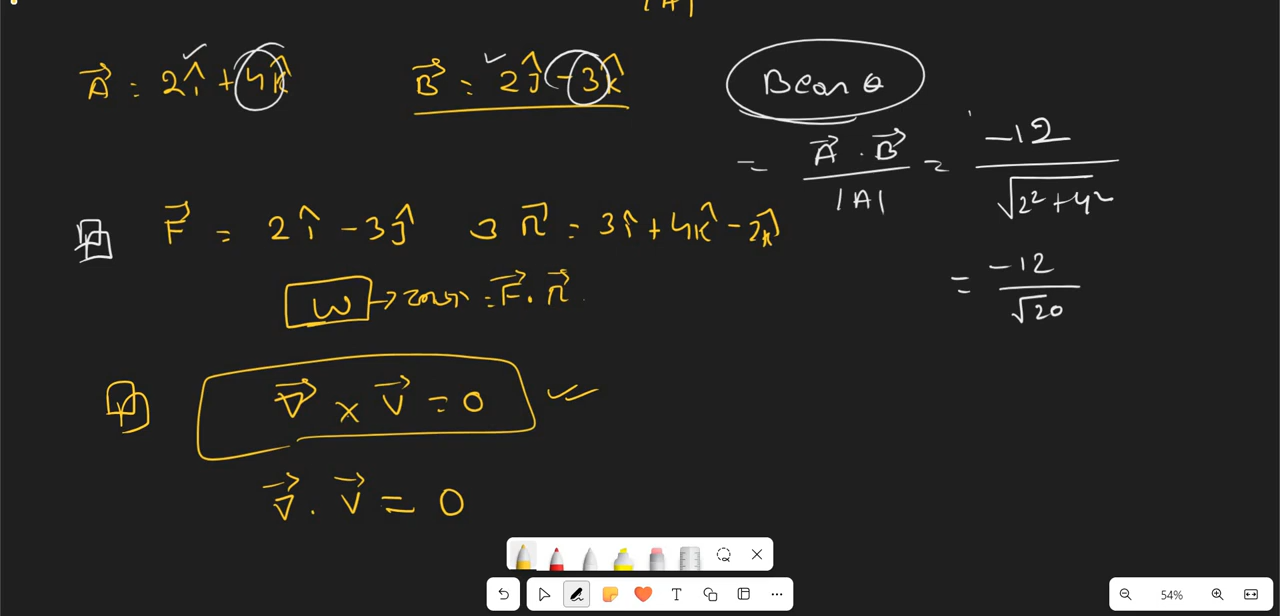 |A|
A⃗ = 2î + 4k̂
B⃗ = 2ĵ - 3k̂
B cos θ
= A⃗ . B⃗ / |A| = -12 / √2² + 4²
= -12 / √20
F⃗ = 2î - 3ĵ
r⃗ = 3î + 4k̂ - 2k̂
W → = F⃗ . r⃗
∇⃗ × V⃗ = 0
∇⃗ . V⃗ = 0
T
54%